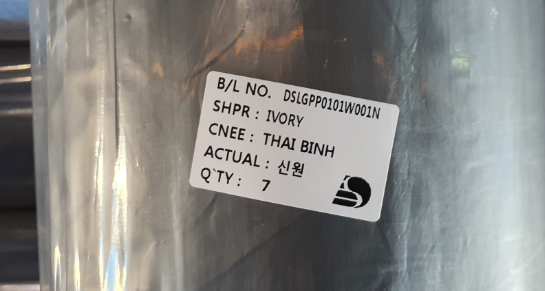 B/L NO. DSLGPP0101W001N
SHPR : IVORY
CNEE : THAI BINH
ACTUAL : 신원
Q`TY : 7